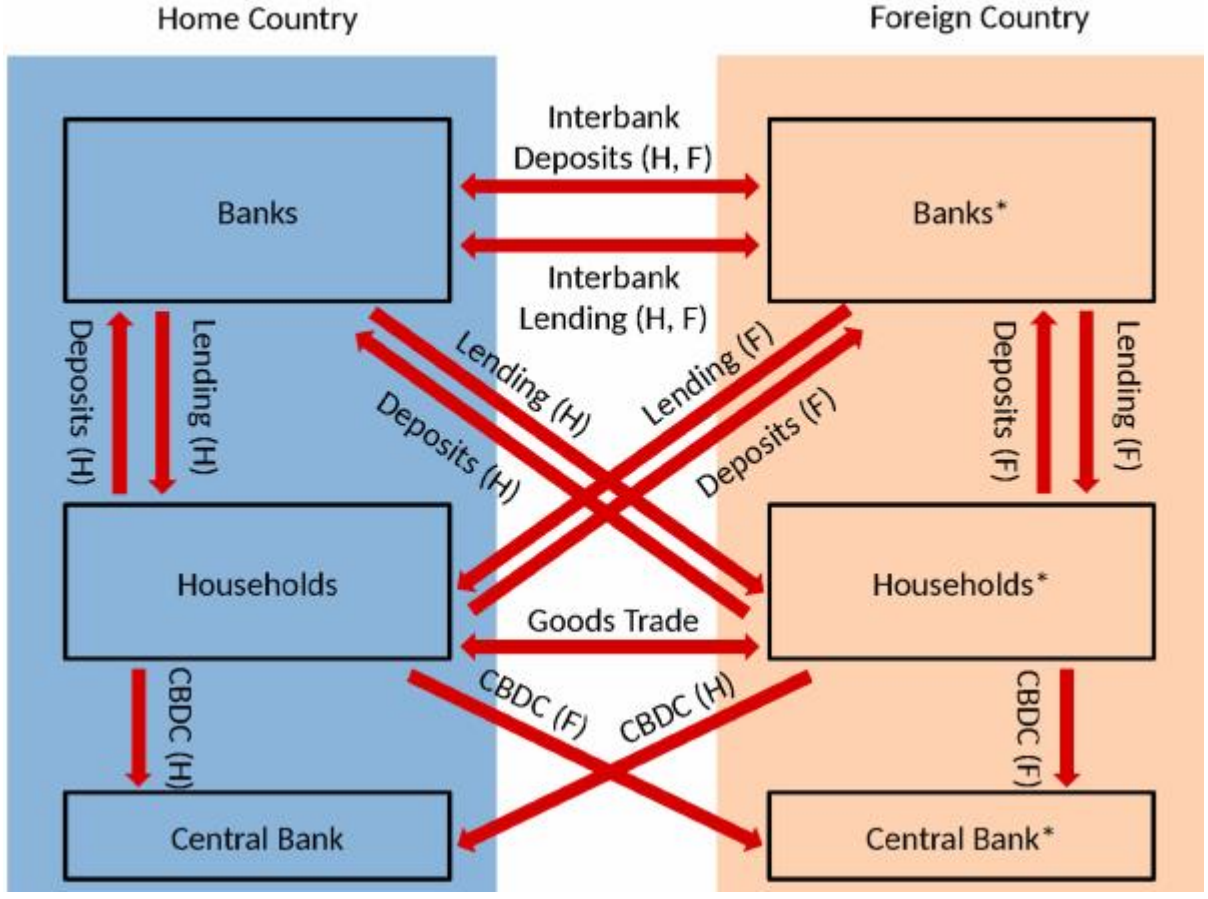 Home Country
Foreign Country
Interbank
Deposits (H, F)
Banks
Banks*
Interbank
Lending (H, F)
Deposits (H)
Lending (H)
Lending (H)
Deposits (H)
Lending (F)
Deposits (F)
Deposits (F)
Lending (F)
Households
Households*
Goods Trade
CBDC (H)
CBDC (F)
CBDC (H)
CBDC (F)
Central Bank
Central Bank*